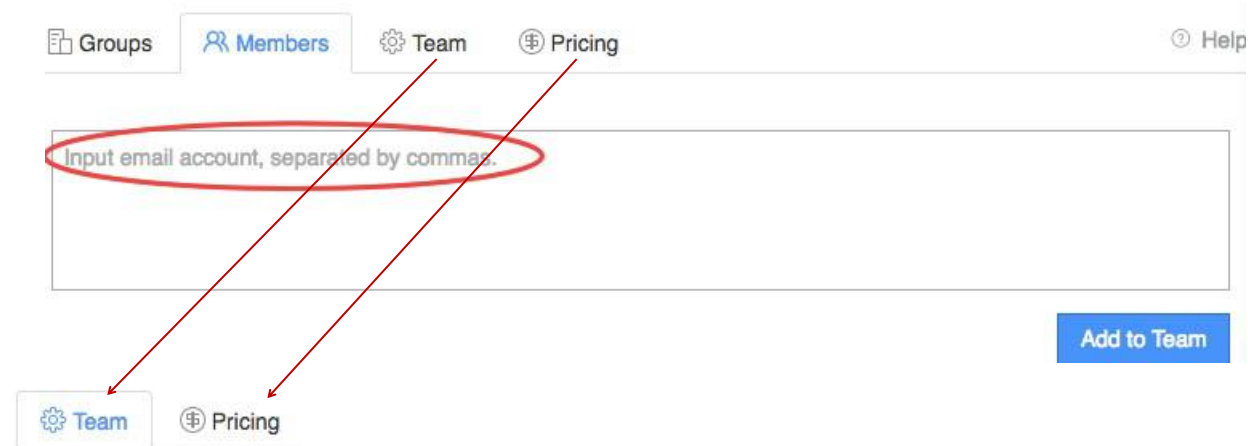 Groups Members Team Pricing Help
Input email account, separated by commas.
Add to Team
Team Pricing